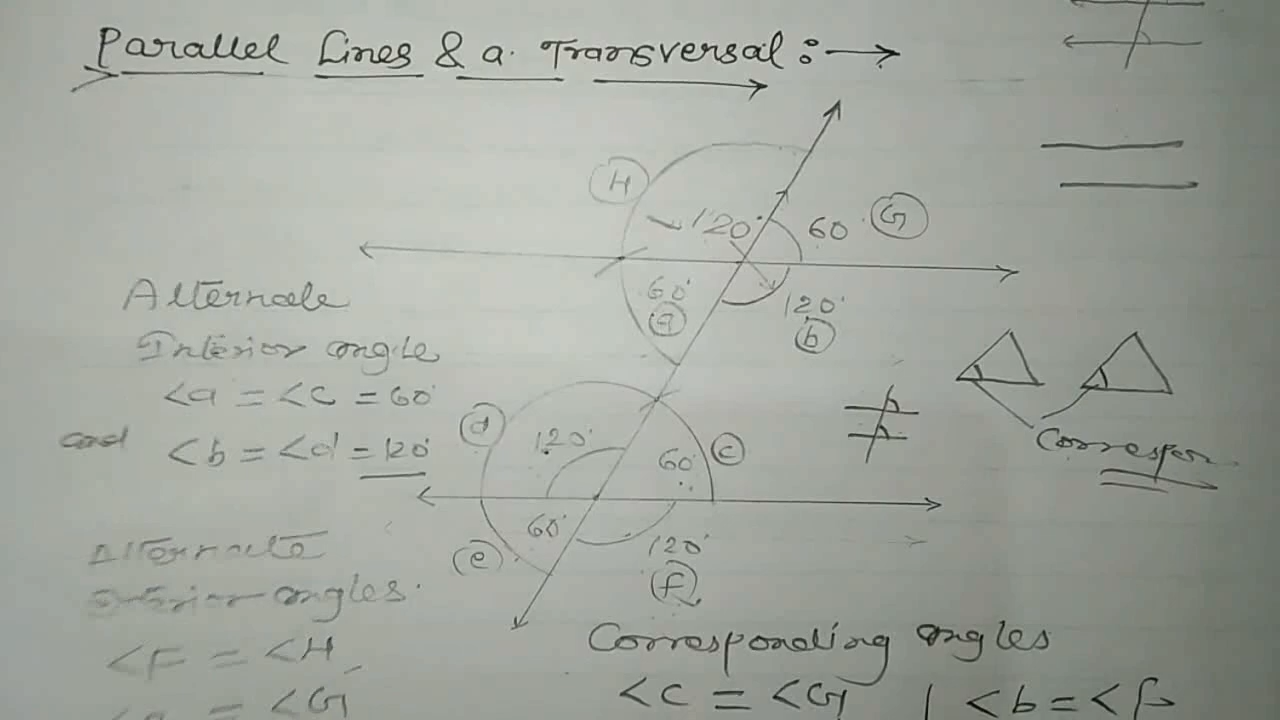 Parallel Lines & a. Transversal :→
H
120°
60 G
60°
a
120°
b
Alternate
Interior angle
<a = <c = 60°
and <b = <d = 120°
d
120°
60°
c
Correspon
60°
e
120°
f
Alternate
angles.
<F = <H
= <G
Corresponding angles
<c = <G | <b = <f